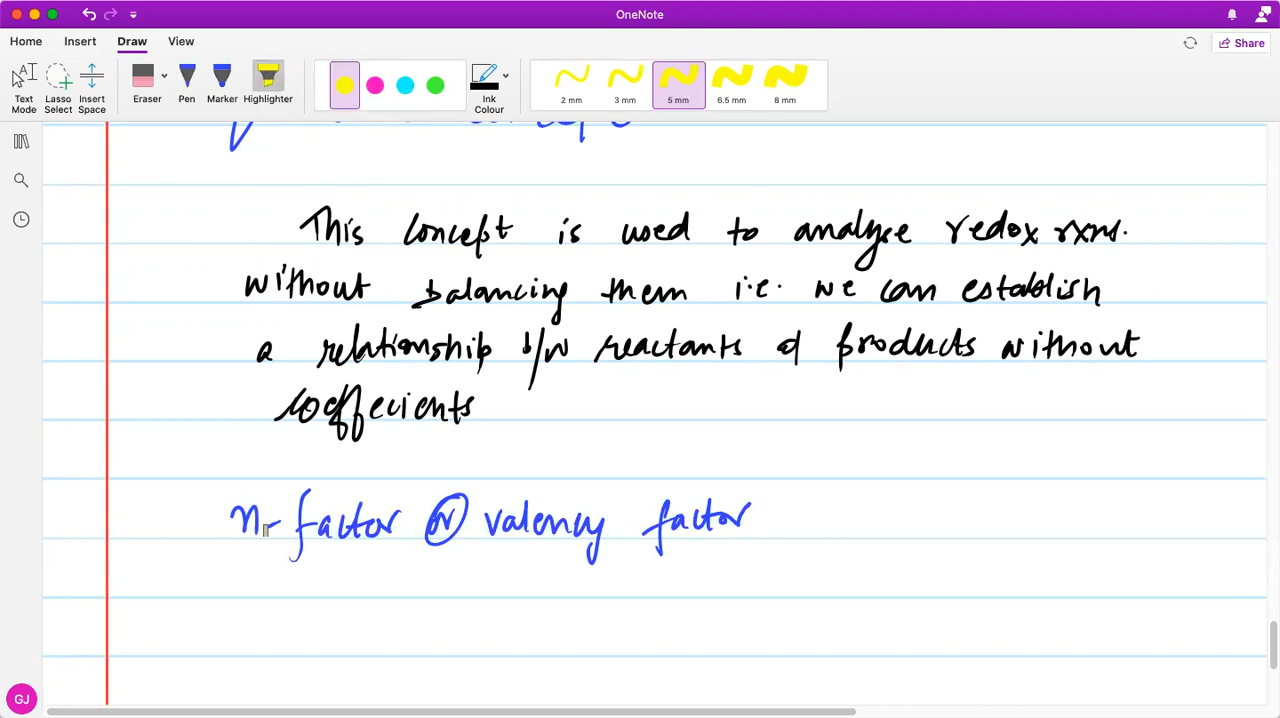 OneNote
Home Insert Draw View
Share
Text Mode
Lasso Select
Insert Space
Eraser
Pen
Marker
Highlighter
Ink Colour
2 mm
3 mm
5 mm
6.5 mm
8 mm
concept
This concept is used to analyse redox rxns.
without balancing them i.e. we can establish
a relationship b/w reactants & products without
coeffecients
n-factor or valency factor
GJ